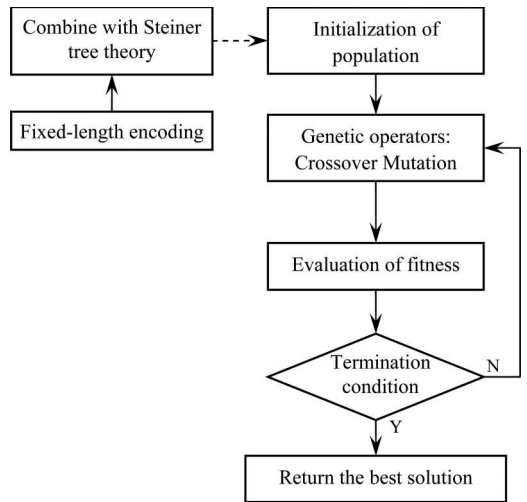 Combine with Steiner
tree theory
Initialization of
population
Fixed-length encoding
Genetic operators:
Crossover Mutation
Evaluation of fitness
Termination
condition
N
Y
Return the best solution